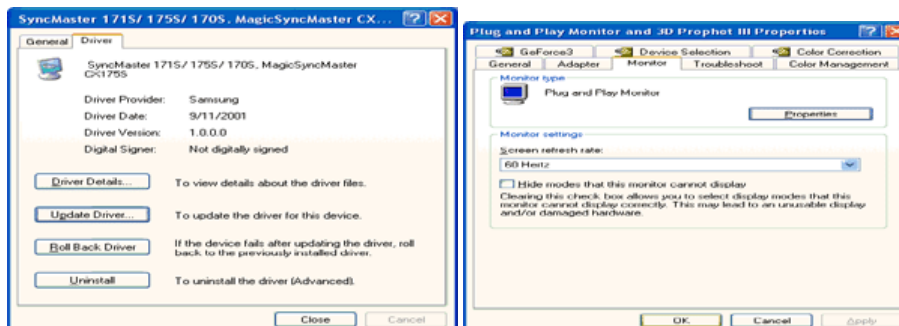 SyncMaster 171S/ 175S/ 170S, MagicSyncMaster CX...
General Driver
SyncMaster 171S/ 175S/ 170S, MagicSyncMaster
CX175S
Driver Provider: Samsung
Driver Date: 9/11/2001
Driver Version: 1.0.0.0
Digital Signer: Not digitally signed
Driver Details... To view details about the driver files.
Update Driver... To update the driver for this device.
Roll Back Driver If the device fails after updating the driver, roll
back to the previously installed driver.
Uninstall To uninstall the driver (Advanced).
Close Cancel
Plug and Play Monitor and 3D Prophet III Properties
GeForce3 Device Selection Color Correction
General Adapter Monitor Troubleshoot Color Management
Monitor type
Plug and Play Monitor
Properties
Monitor settings
Screen refresh rate:
60 Hertz
Hide modes that this monitor cannot display
Clearing this check box allows you to select display modes that this
monitor cannot display correctly. This may lead to an unusable display
and/or damaged hardware.
OK Cancel Apply